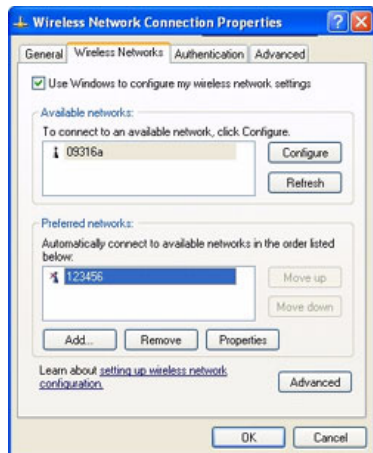 Wireless Network Connection Properties
General Wireless Networks Authentication Advanced
Use Windows to configure my wireless network settings
Available networks:
To connect to an available network, click Configure.
09316a
Configure
Refresh
Preferred networks:
Automatically connect to available networks in the order listed
below:
123456
Move up
Move down
Add... Remove Properties
Learn about setting up wireless network
configuration.
Advanced
OK Cancel